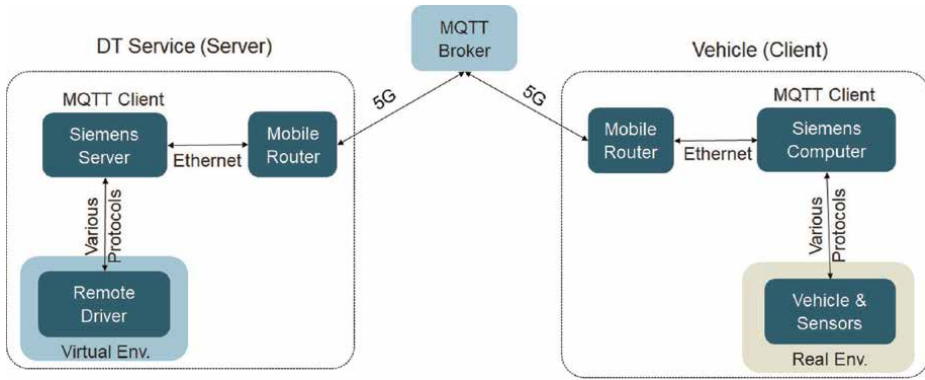 MQTT
Broker
DT Service (Server)
Vehicle (Client)
5G
5G
MQTT Client
Siemens
Server
Ethernet
Mobile
Router
Various
Protocols
Remote
Driver
Virtual Env.
Mobile
Router
Ethernet
MQTT Client
Siemens
Computer
Various
Protocols
Vehicle &
Sensors
Real Env.